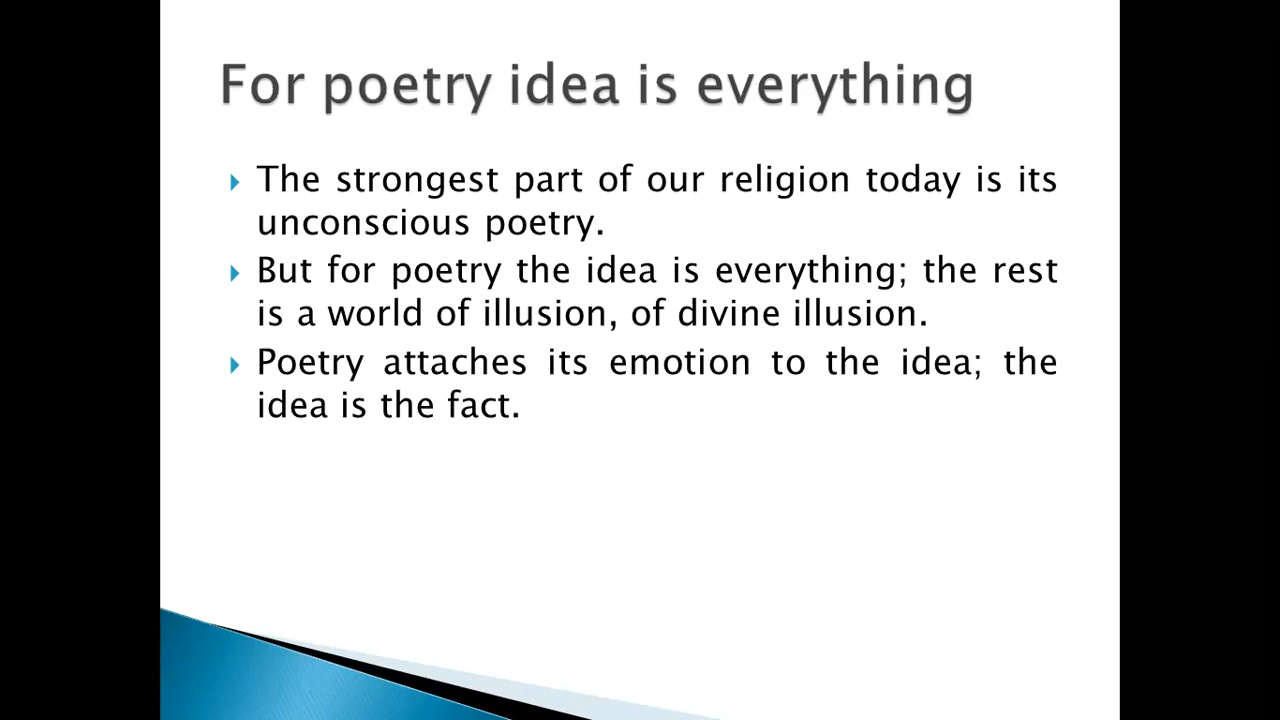 For poetry idea is everything
The strongest part of our religion today is its
unconscious poetry.
But for poetry the idea is everything; the rest
is a world of illusion, of divine illusion.
Poetry attaches its emotion to the idea; the
idea is the fact.